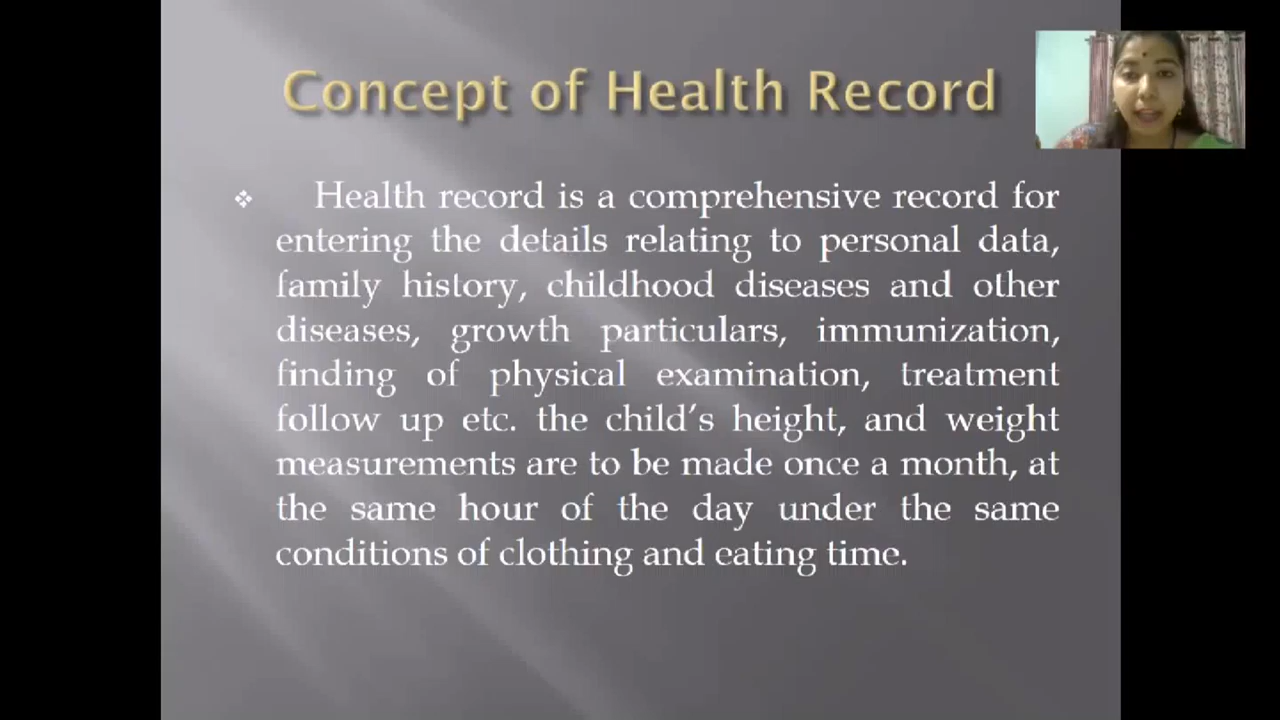 Concept of Health Record
❖ Health record is a comprehensive record for
entering the details relating to personal data,
family history, childhood diseases and other
diseases, growth particulars, immunization,
finding of physical examination, treatment
follow up etc. the child's height, and weight
measurements are to be made once a month, at
the same hour of the day under the same
conditions of clothing and eating time.